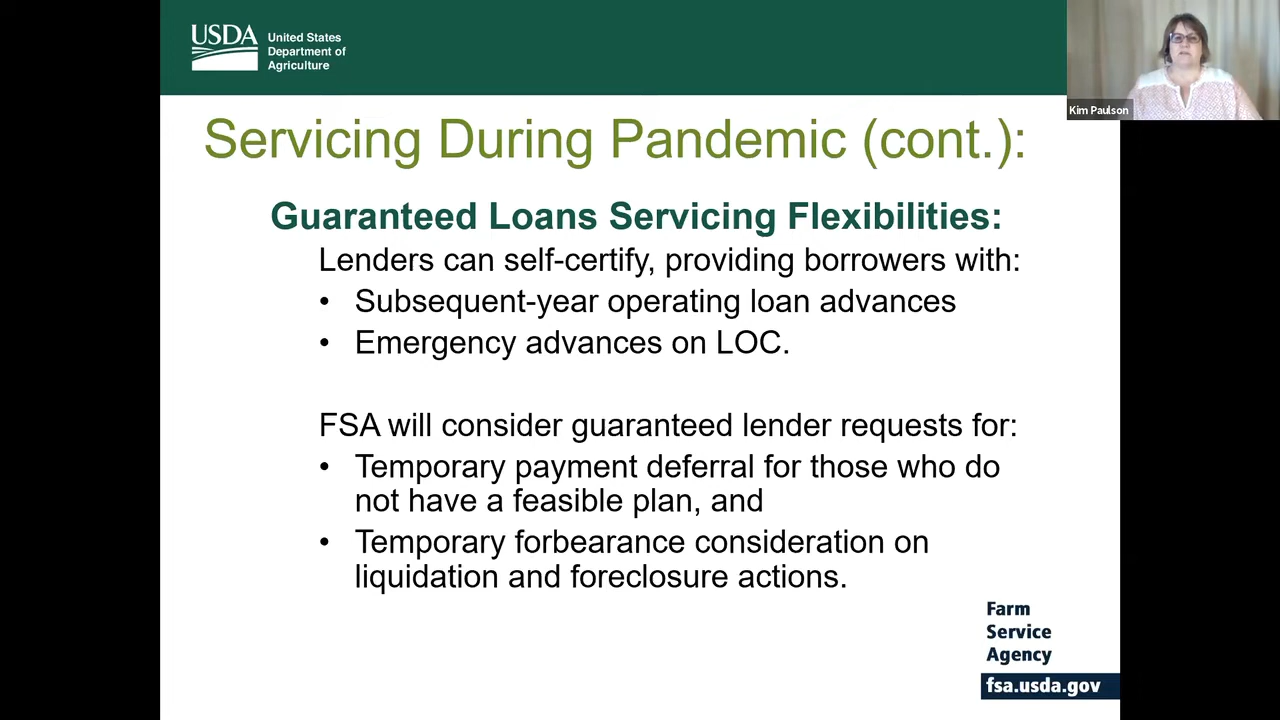 USDA
United States
Department of
Agriculture
Kim Paulson
Servicing During Pandemic (cont.):
Guaranteed Loans Servicing Flexibilities:
Lenders can self-certify, providing borrowers with:
• Subsequent-year operating loan advances
• Emergency advances on LOC.
FSA will consider guaranteed lender requests for:
• Temporary payment deferral for those who do
not have a feasible plan, and
• Temporary forbearance consideration on
liquidation and foreclosure actions.
Farm
Service
Agency
fsa.usda.gov